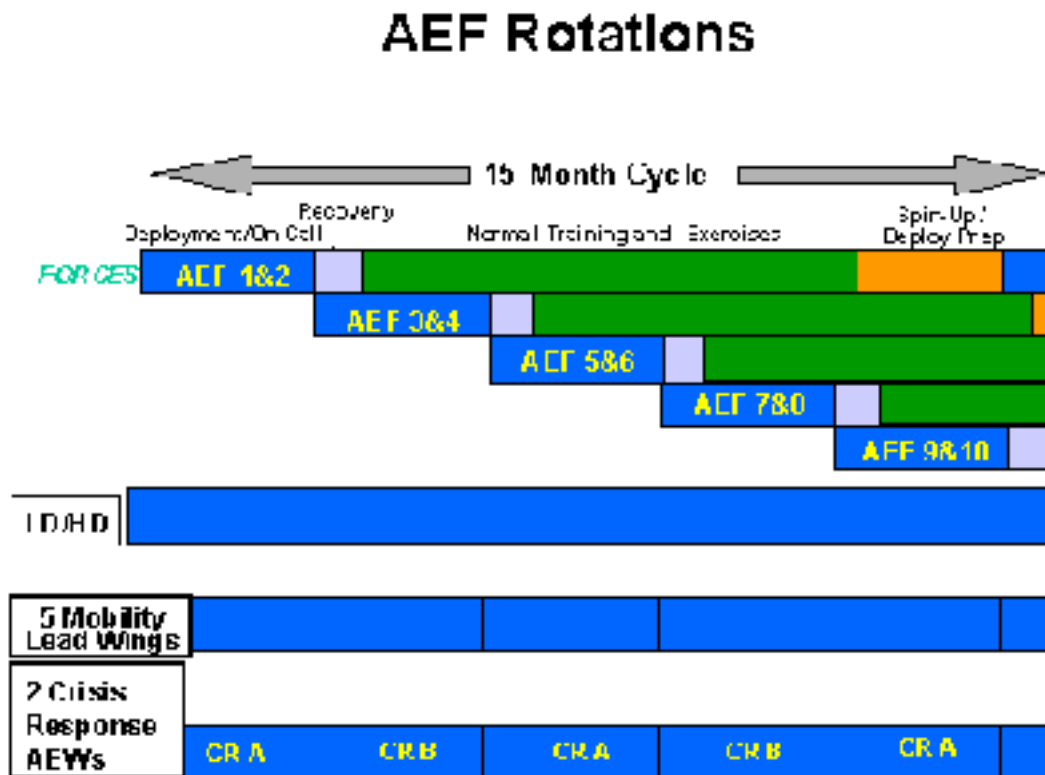 AEF Rotations
15 Month Cycle
Recovery
Deployment/On Call
Normal Training and Exercises
Spin-Up/
Deploy Prep
FORCES
AEF 1&2
AEF 3&4
AEF 5&6
AEF 7&8
AEF 9&10
LD/HD
5 Mobility
Lead Wings
2 Crisis
Response
AEWs
CR A
CR B
CR A
CR B
CR A